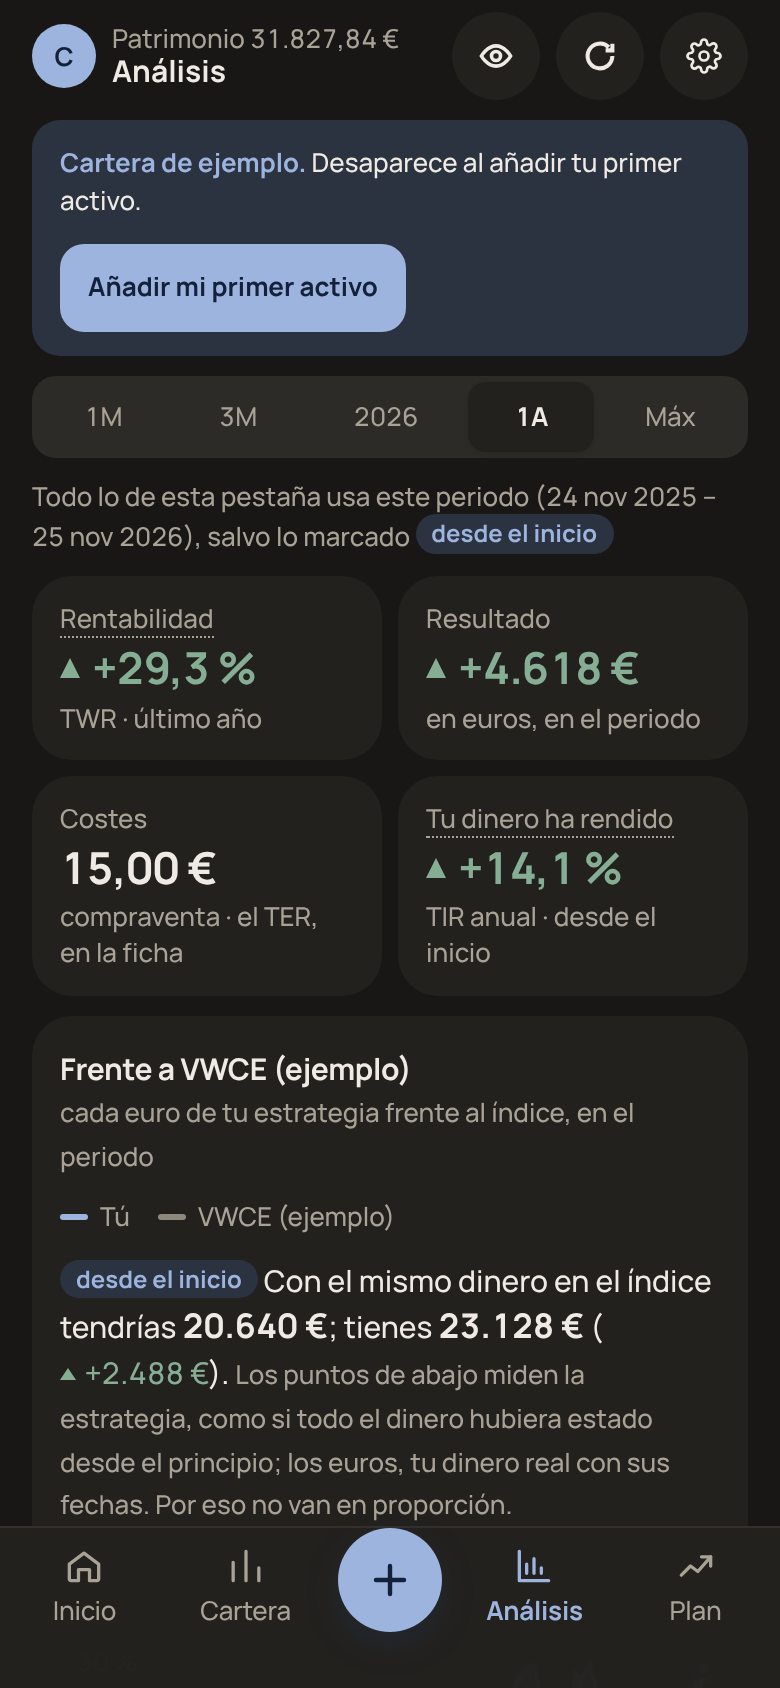 C
Patrimonio 31.827,84 €
Análisis
Cartera de ejemplo. Desaparece al añadir tu primer
activo.
Añadir mi primer activo
1M 3M 2026 1A Máx
Todo lo de esta pestaña usa este periodo (24 nov 2025 –
25 nov 2026), salvo lo marcado desde el inicio
Rentabilidad
▲ +29,3 %
TWR · último año
Resultado
▲ +4.618 €
en euros, en el periodo
Costes
15,00 €
compraventa · el TER,
en la ficha
Tu dinero ha rendido
▲ +14,1 %
TIR anual · desde el
inicio
Frente a VWCE (ejemplo)
cada euro de tu estrategia frente al índice, en el
periodo
Tú VWCE (ejemplo)
desde el inicio Con el mismo dinero en el índice
tendrías 20.640 €; tienes 23.128 € (
▲ +2.488 €). Los puntos de abajo miden la
estrategia, como si todo el dinero hubiera estado
desde el principio; los euros, tu dinero real con sus
fechas. Por eso no van en proporción.
Inicio Cartera + Análisis Plan